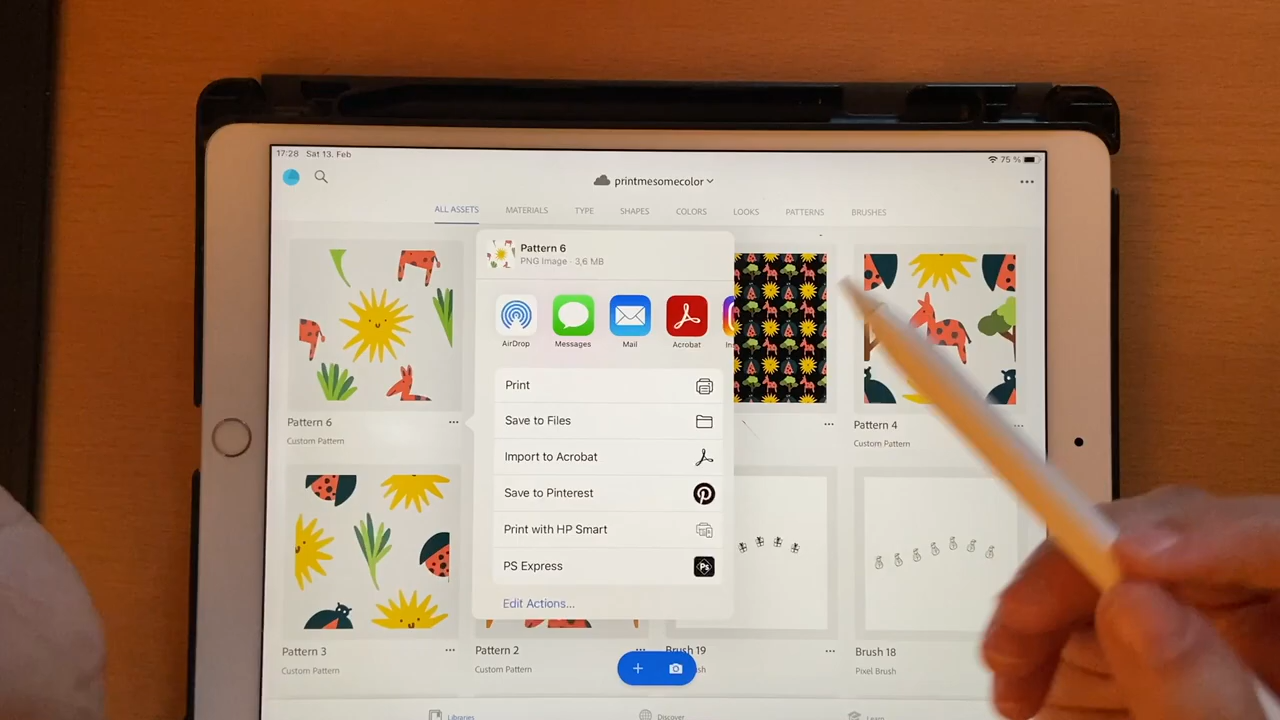 17:28 Sat 13. Feb
75 %
printmesomecolor
ALL ASSETS MATERIALS TYPE SHAPES COLORS LOOKS PATTERNS BRUSHES
Pattern 6
PNG Image · 3,6 MB
AirDrop Messages Mail Acrobat
Print
Save to Files
Import to Acrobat
Save to Pinterest
Print with HP Smart
PS Express
Ps
Edit Actions...
Pattern 6
Custom Pattern
Pattern 4
Custom Pattern
Pattern 3
Custom Pattern
Pattern 2
Custom Pattern
Brush 19
Brush 18
Pixel Brush
Libraries Discover Learn